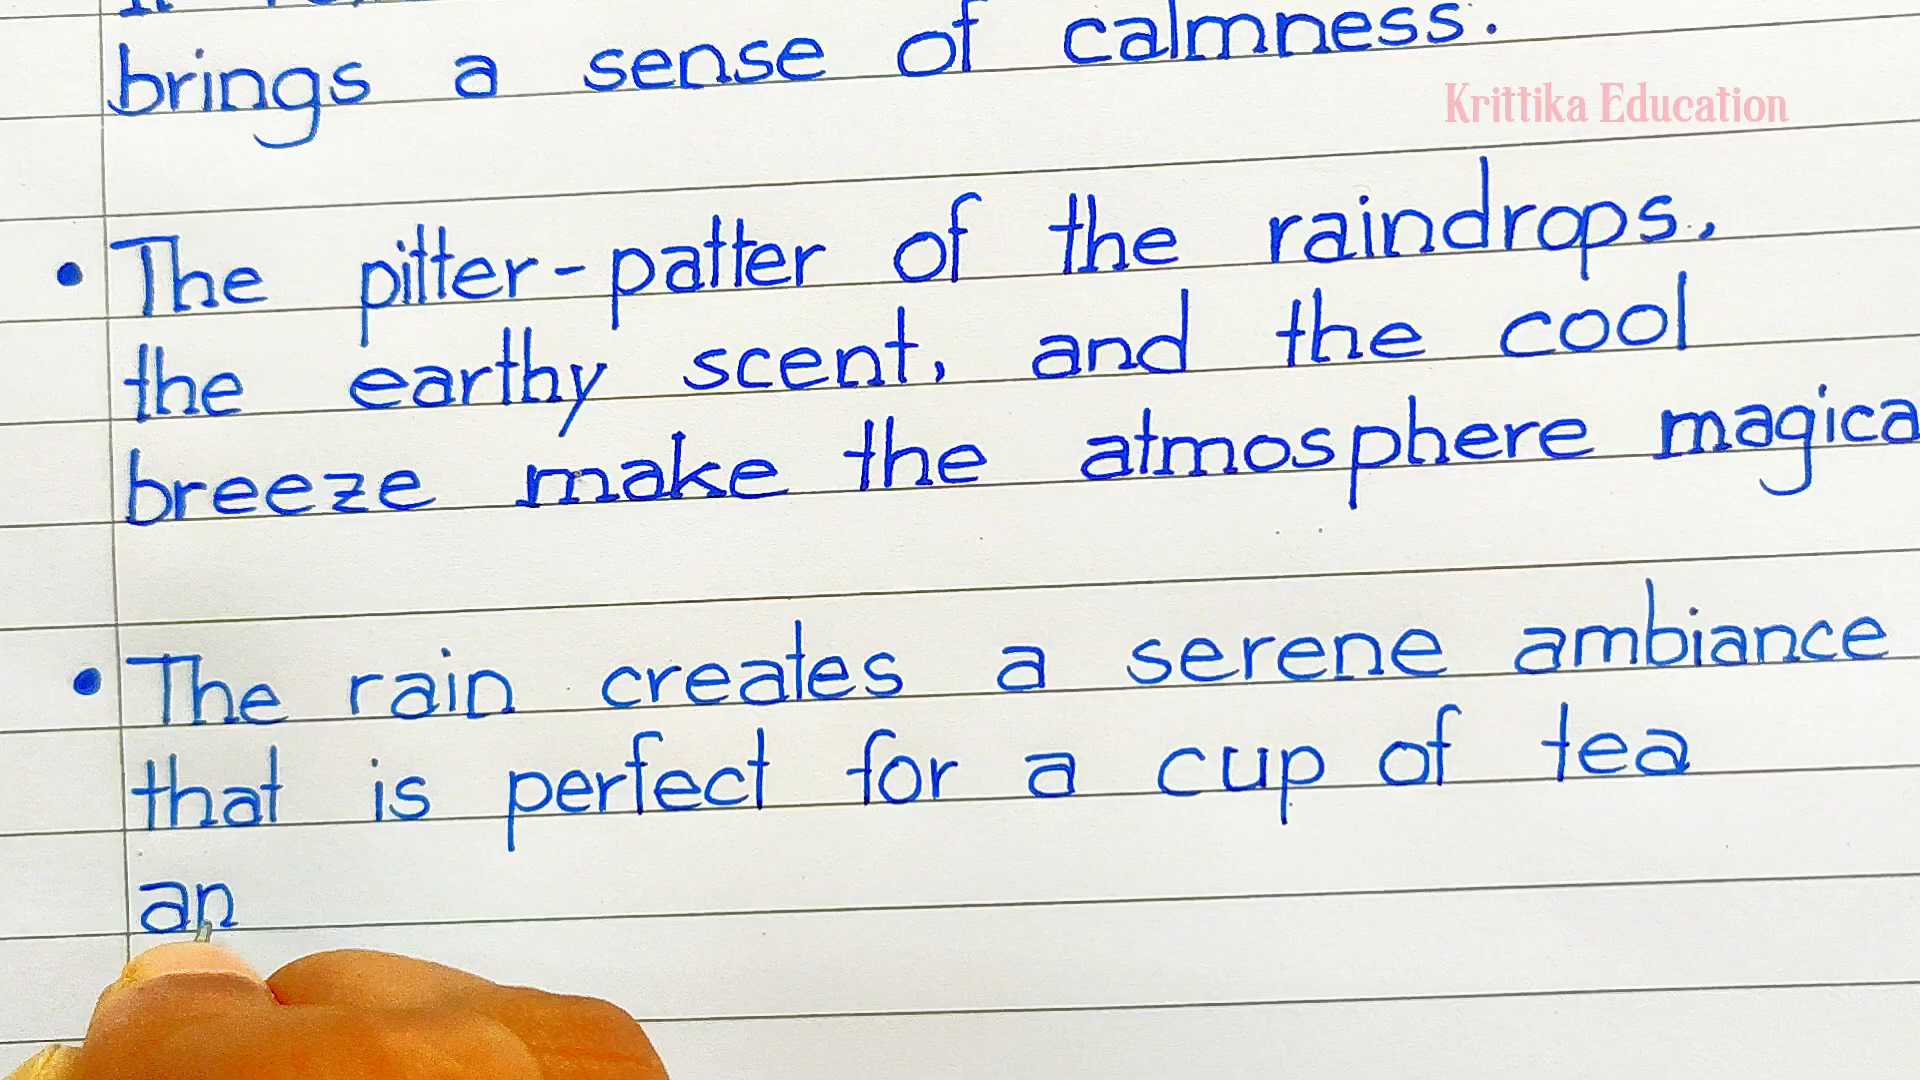 brings a sense of calmness.
Krittika Education
• The pitter-patter of the raindrops,
the earthy scent, and the cool
breeze make the atmosphere magica
• The rain creates a serene ambiance
that is perfect for a cup of tea
an